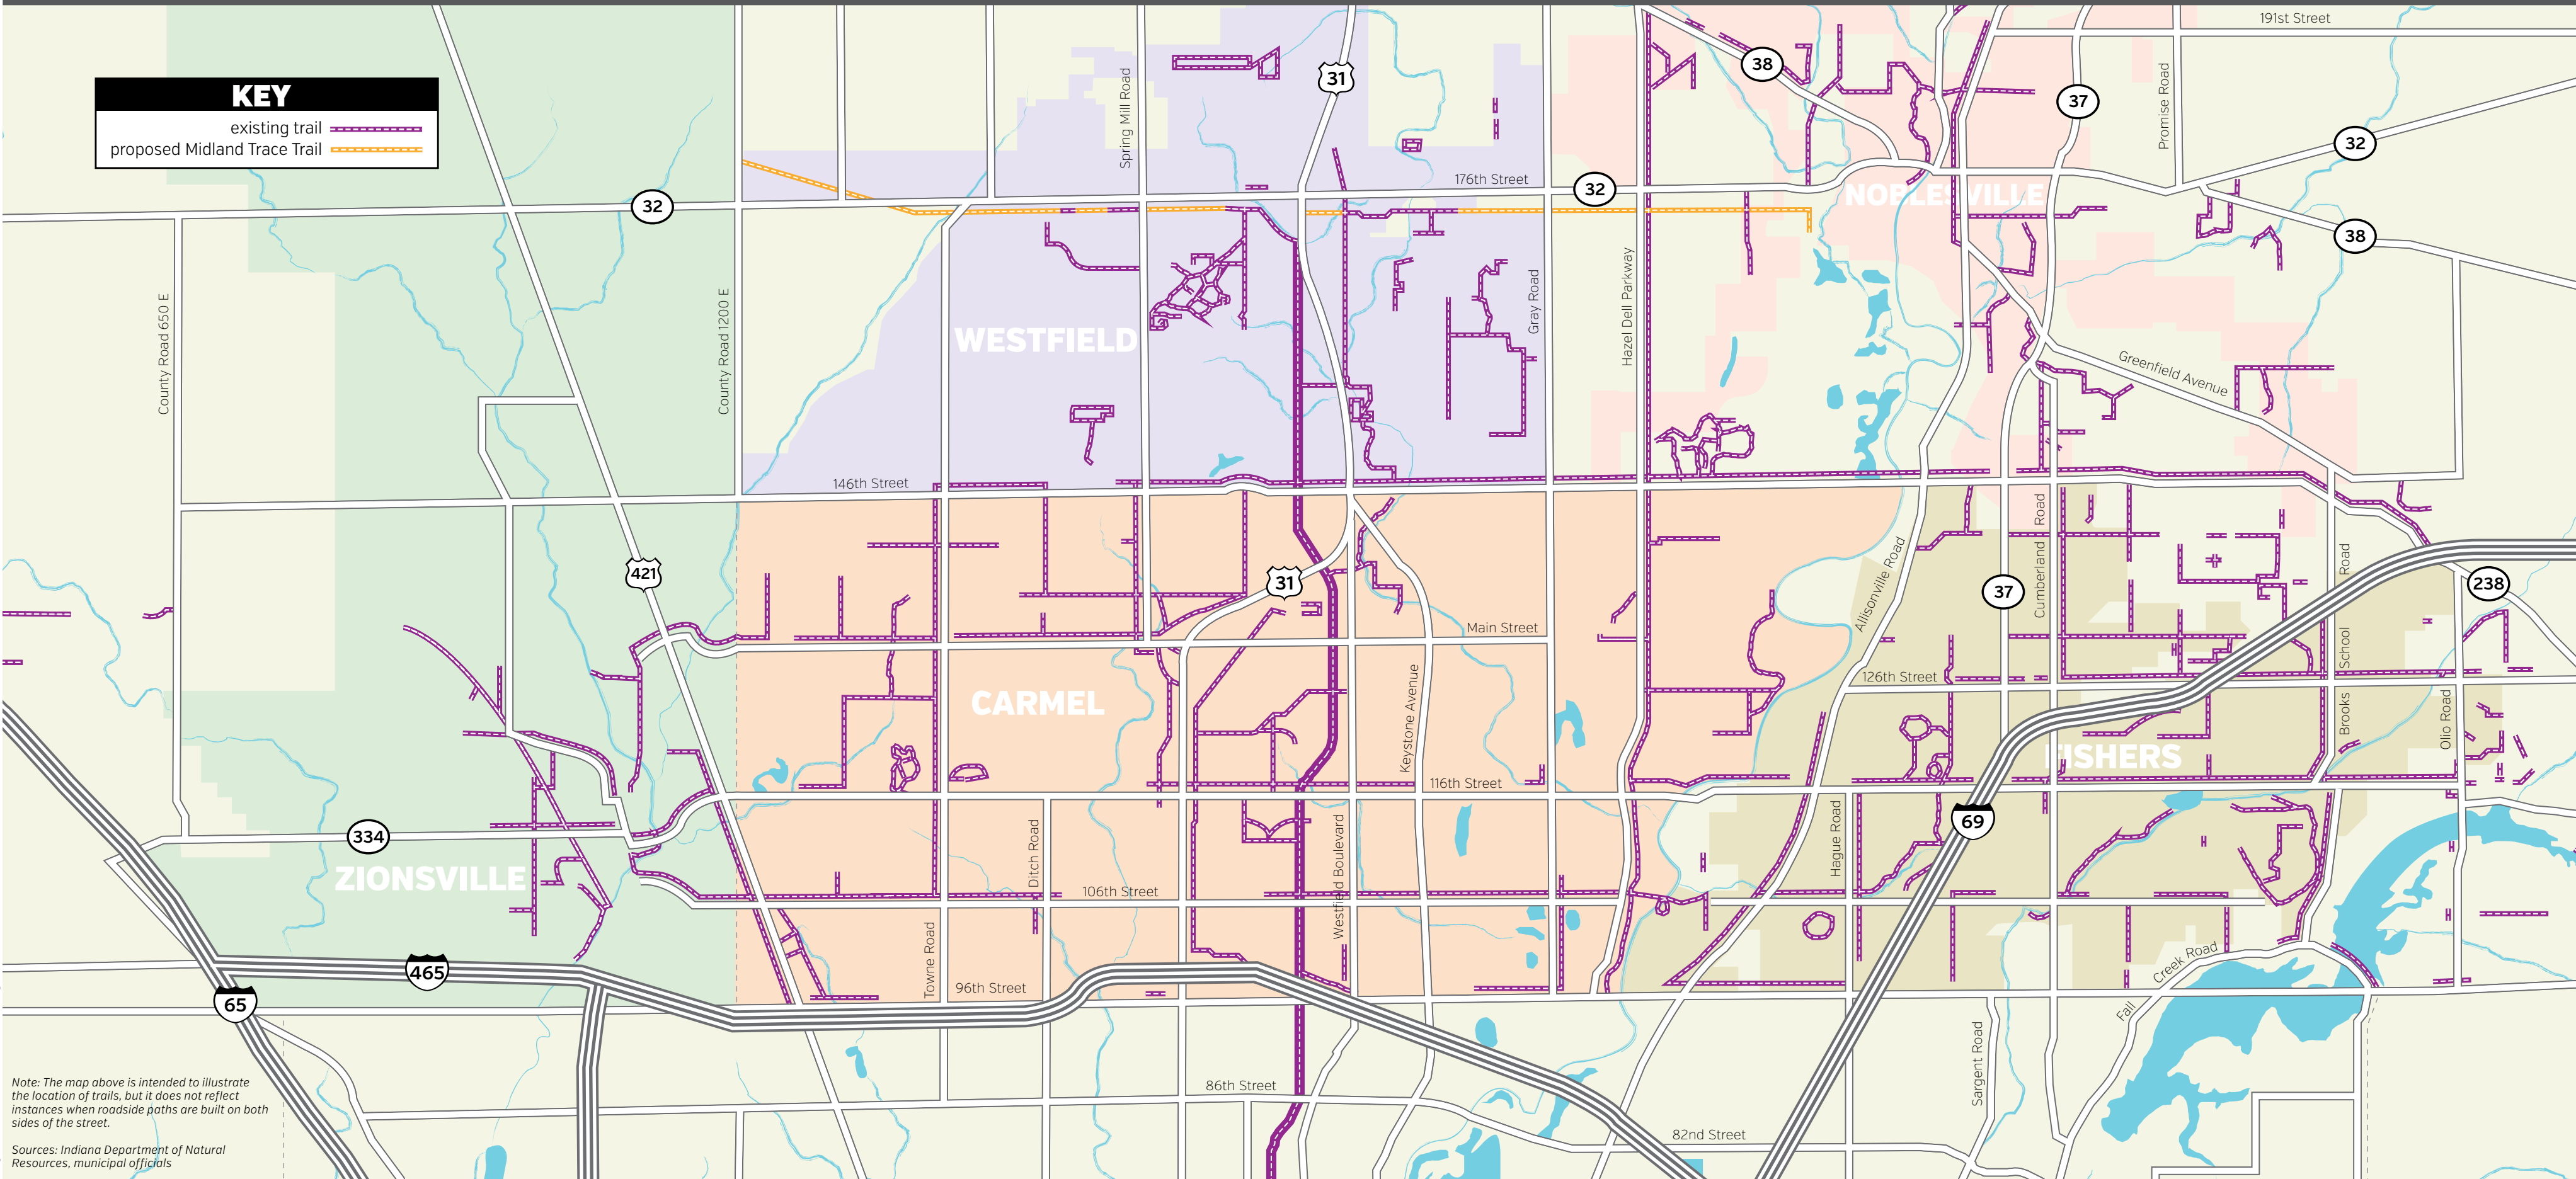 191st Street
KEY
existing trail
proposed Midland Trace Trail
31
38
37
Spring Mill Road
Promise Road
32
176th Street
32
32
NOBLESVILLE
38
County Road 650 E
County Road 1200 E
WESTFIELD
Gray Road
Hazel Dell Parkway
Greenfield Avenue
146th Street
421
31
Allisonville Road
37
Cumberland Road
238
Main Street
126th Street
Brooks School Road
Olio Road
CARMEL
Keystone Avenue
FISHERS
116th Street
334
ZIONSVILLE
Ditch Road
Westfield Boulevard
Hague Road
69
106th Street
Towne Road
Fall Creek Road
465
65
96th Street
Sargent Road
86th Street
82nd Street
Note: The map above is intended to illustrate
the location of trails, but it does not reflect
instances when roadside paths are built on both
sides of the street.
Sources: Indiana Department of Natural
Resources, municipal officials